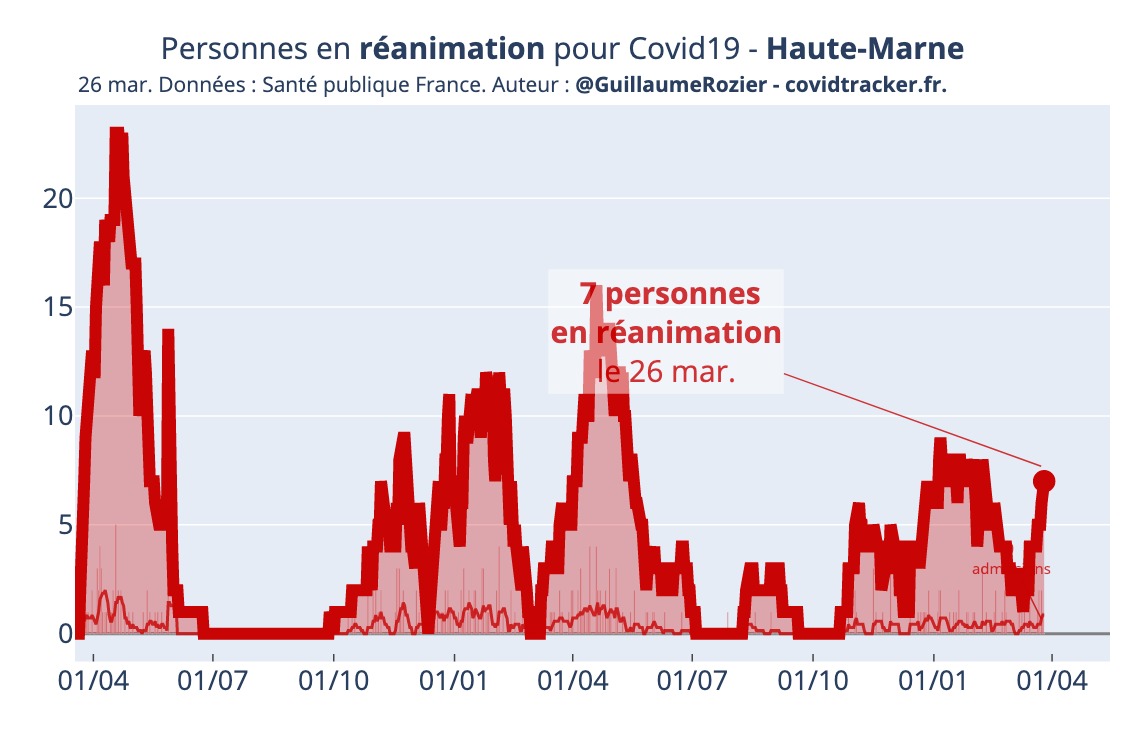 Personnes en réanimation pour Covid19 - Haute-Marne
26 mar. Données : Santé publique France. Auteur : @GuillaumeRozier - covidtracker.fr.
20
15
10
5
0
7 personnes
en réanimation
le 26 mar.
01/04 01/07 01/10 01/01 01/04 01/07 01/10 01/01 01/04